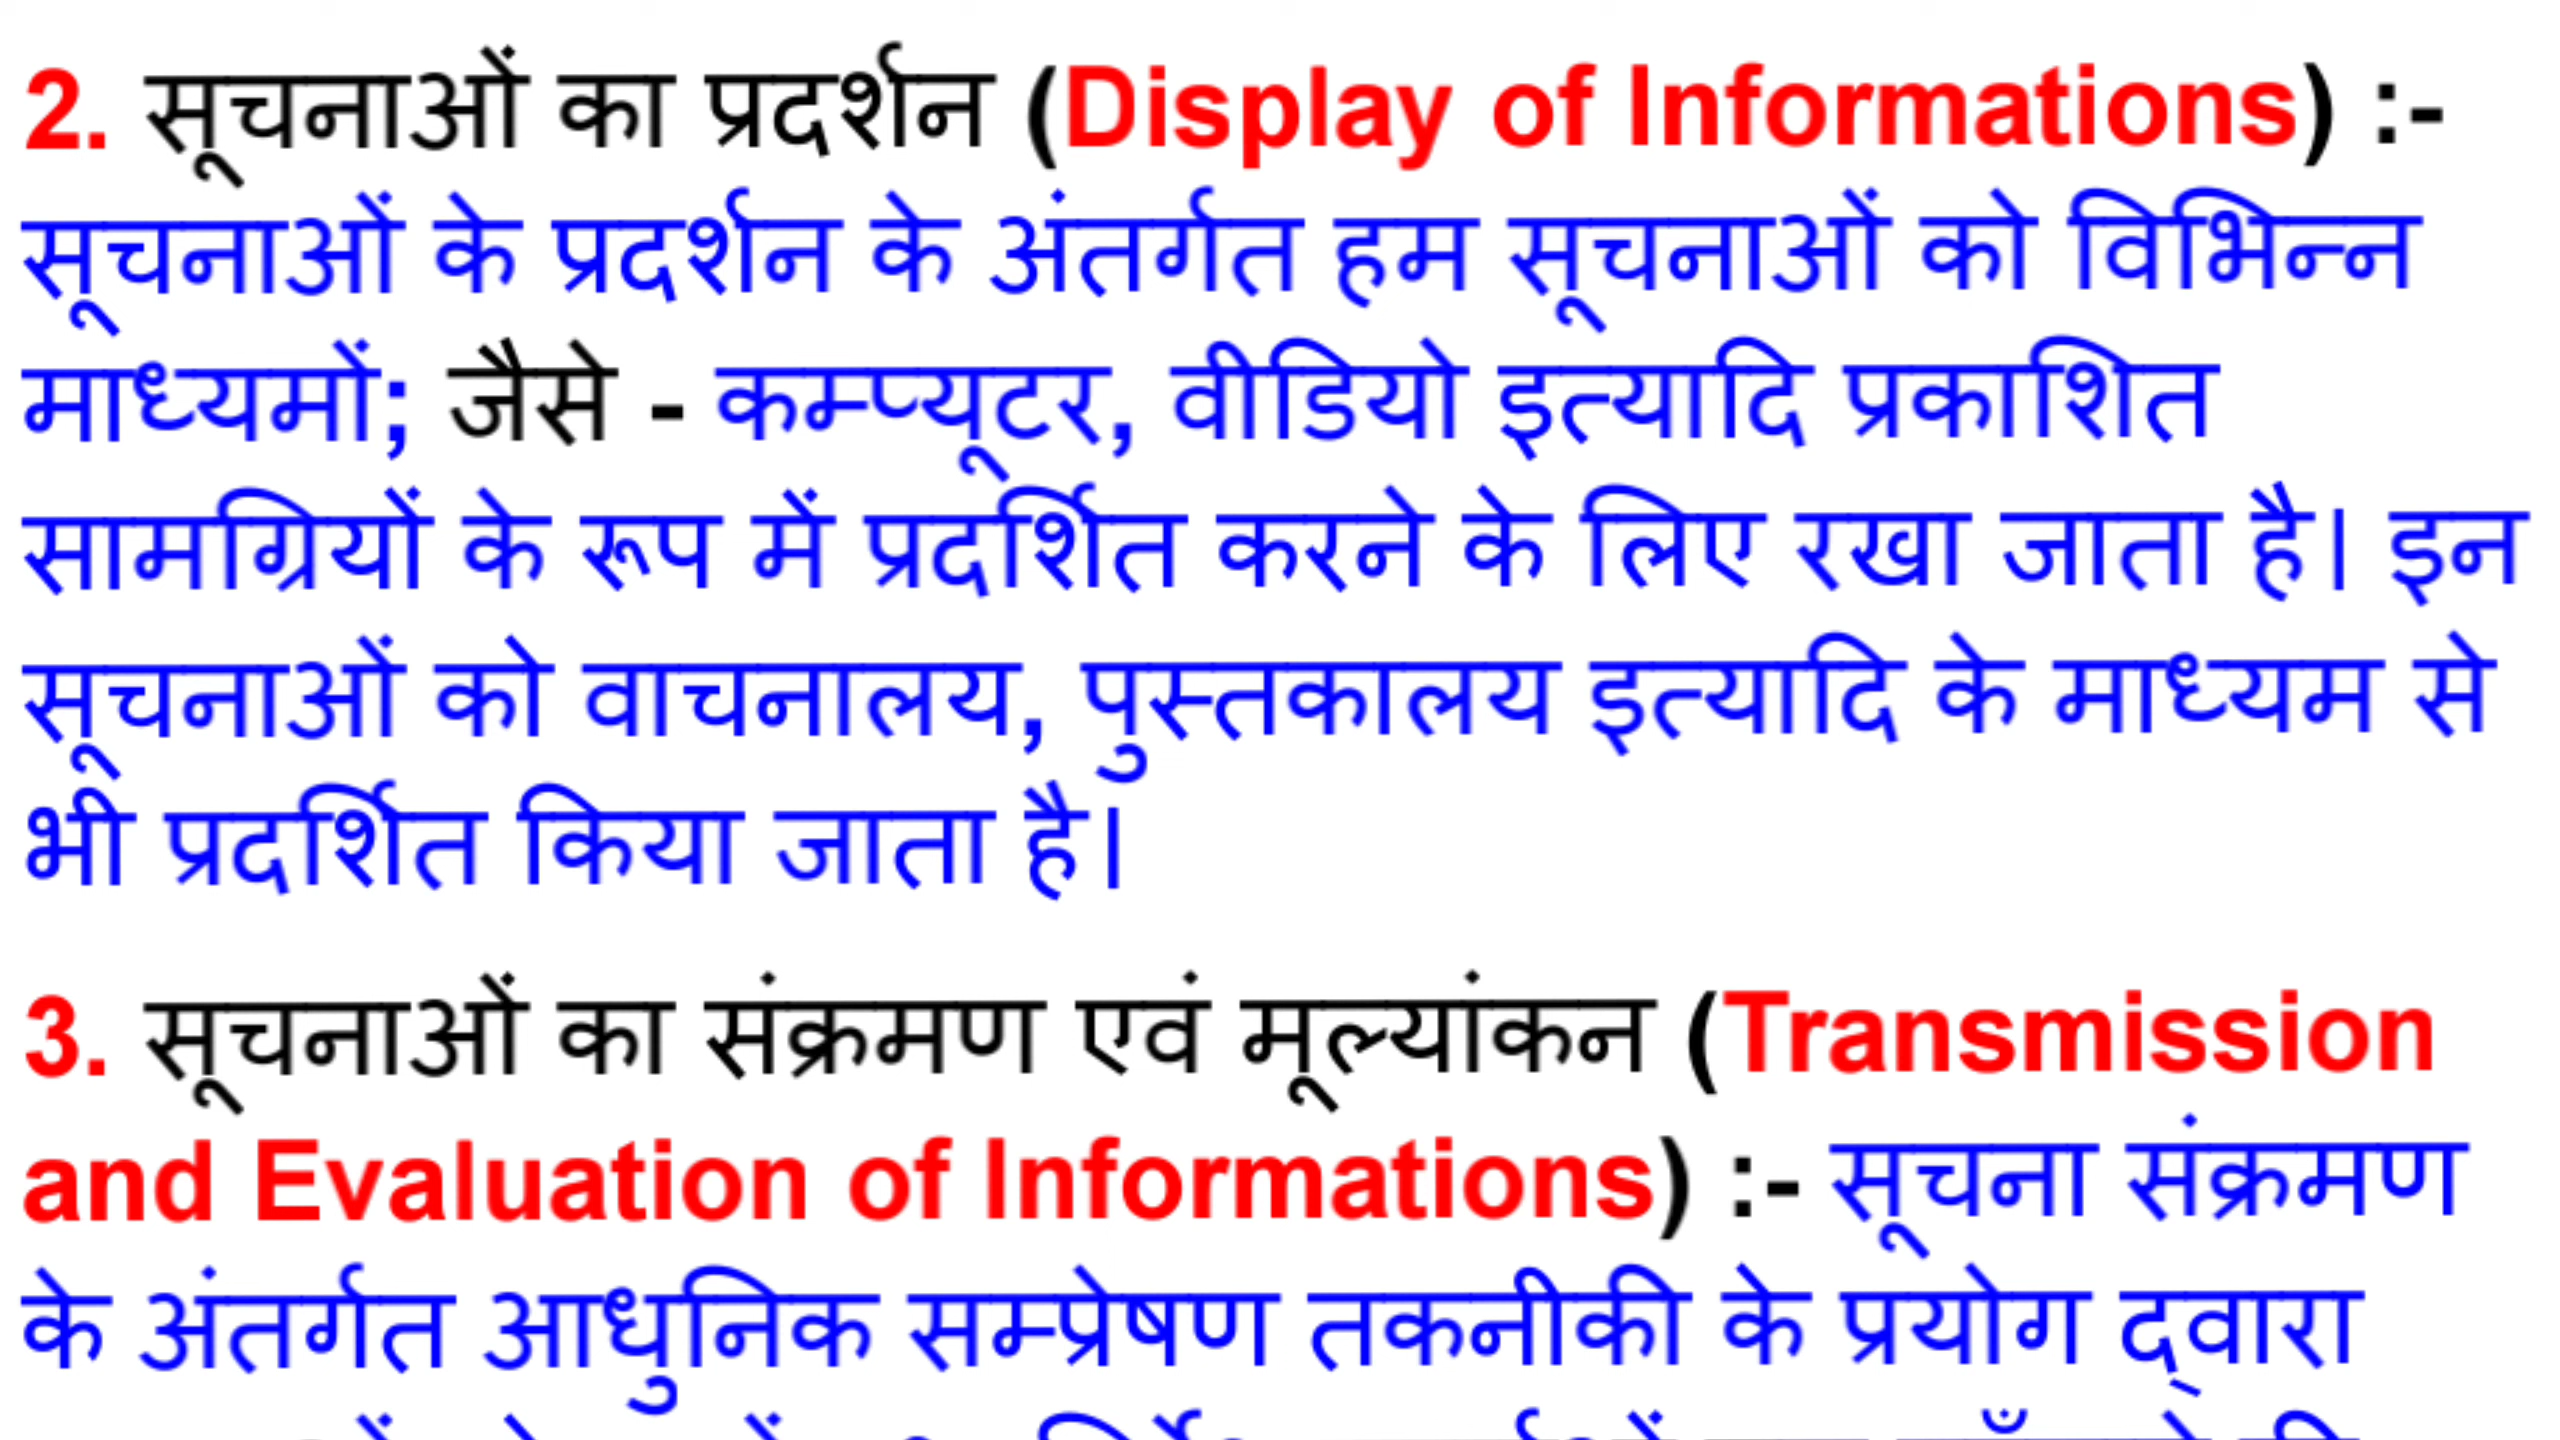 2. सूचनाओं का प्रदर्शन (Display of Informations) :-
सूचनाओं के प्रदर्शन के अंतर्गत हम सूचनाओं को विभिन्न
माध्यमों; जैसे - कम्प्यूटर, वीडियो इत्यादि प्रकाशित
सामग्रियों के रूप में प्रदर्शित करने के लिए रखा जाता है। इन
सूचनाओं को वाचनालय, पुस्तकालय इत्यादि के माध्यम से
भी प्रदर्शित किया जाता है।
3. सूचनाओं का संक्रमण एवं मूल्यांकन (Transmission
and Evaluation of Informations) :- सूचना संक्रमण
के अंतर्गत आधुनिक सम्प्रेषण तकनीकी के प्रयोग द्वारा